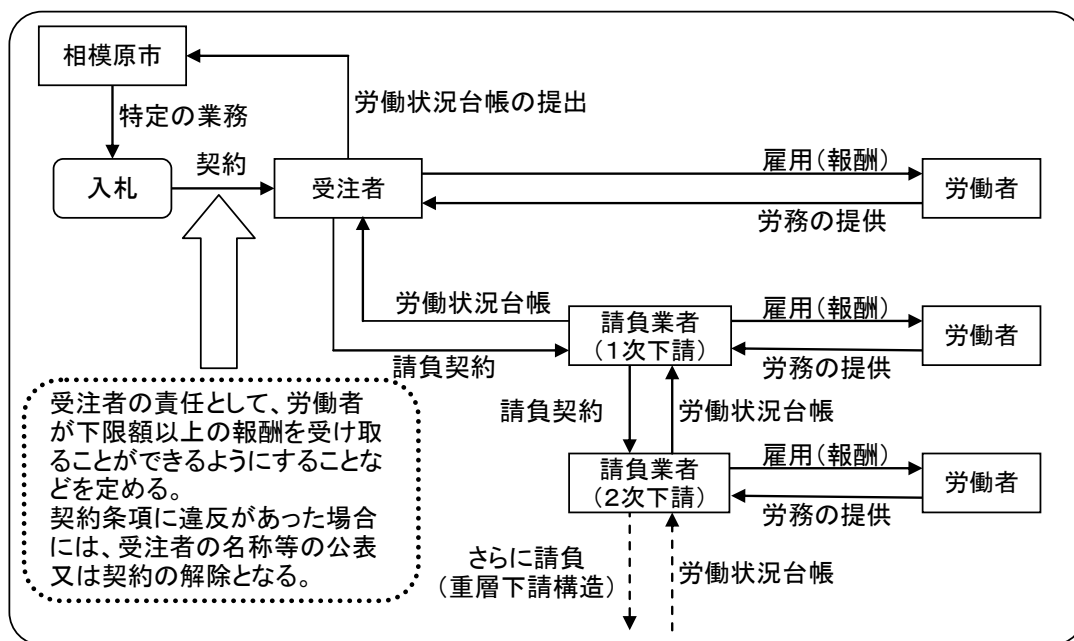 相模原市
特定の業務
労働状況台帳の提出
入札
契約
受注者
雇用(報酬)
労務の提供
労働者
労働状況台帳
請負契約
請負業者
(1次下請)
雇用(報酬)
労務の提供
労働者
請負契約
労働状況台帳
請負業者
(2次下請)
雇用(報酬)
労務の提供
労働者
さらに請負
(重層下請構造)
労働状況台帳
受注者の責任として、労働者
が下限額以上の報酬を受け取
ることができるようにすることな
どを定める。
契約条項に違反があった場合
には、受注者の名称等の公表
又は契約の解除となる。